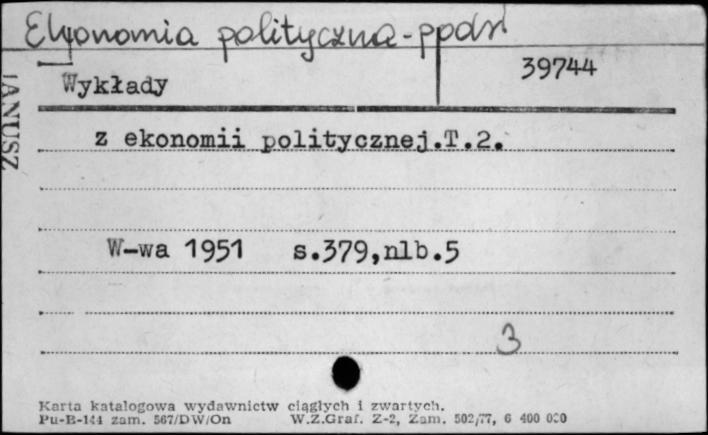 Ekonomia polityczna - ppdr
39744
Wykłady
JANUSZ
z ekonomii politycznej.T.2.
W-wa 1951 s.379,nlb.5
3
Karta katalogowa wydawnictw ciągłych i zwartych.
Pu-B-144 zam. 567/DW/On W.Z.Graf. Z-2, Zam. 502/77, 6 400 000